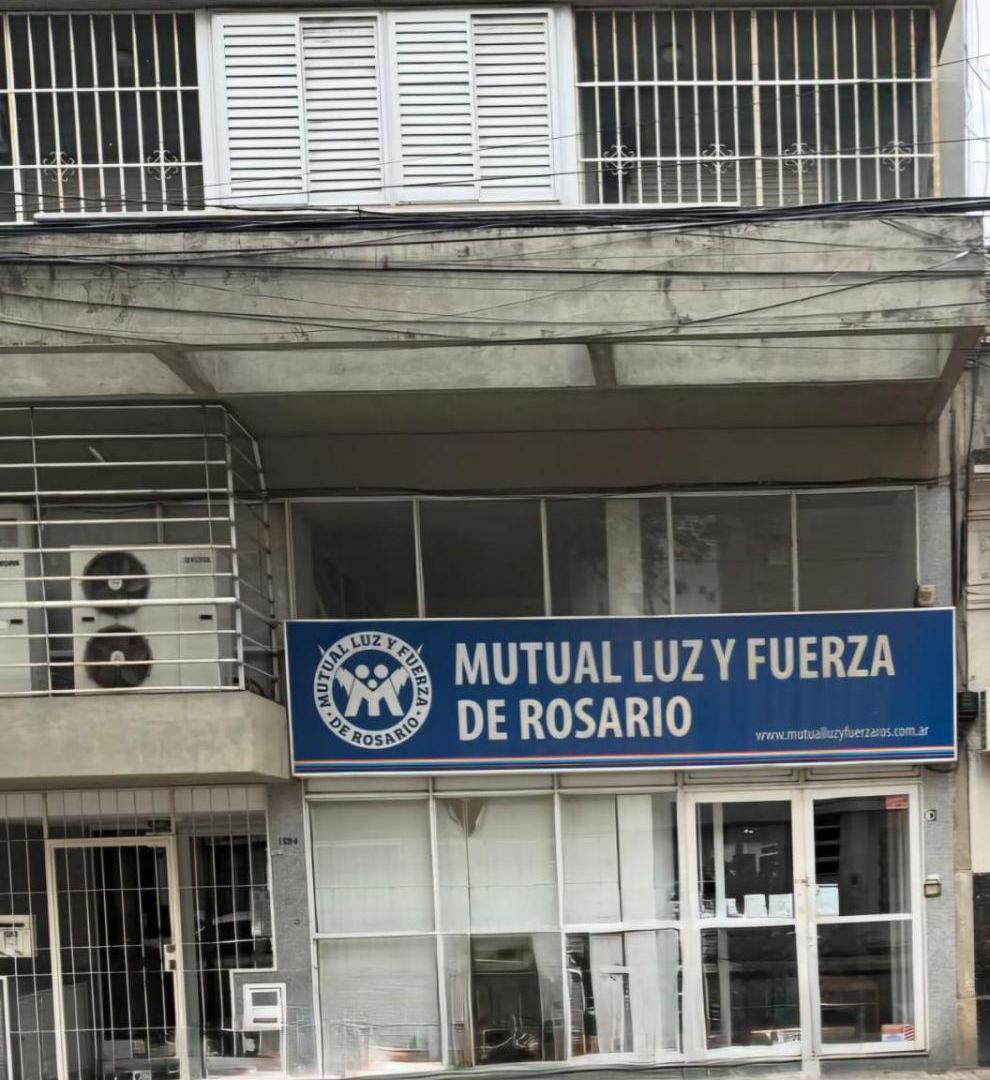 MUTUAL LUZ Y FUERZA
DE ROSARIO
MUTUAL LUZ Y FUERZA
DE ROSARIO
www.mutualluzyfuerzaros.com.ar